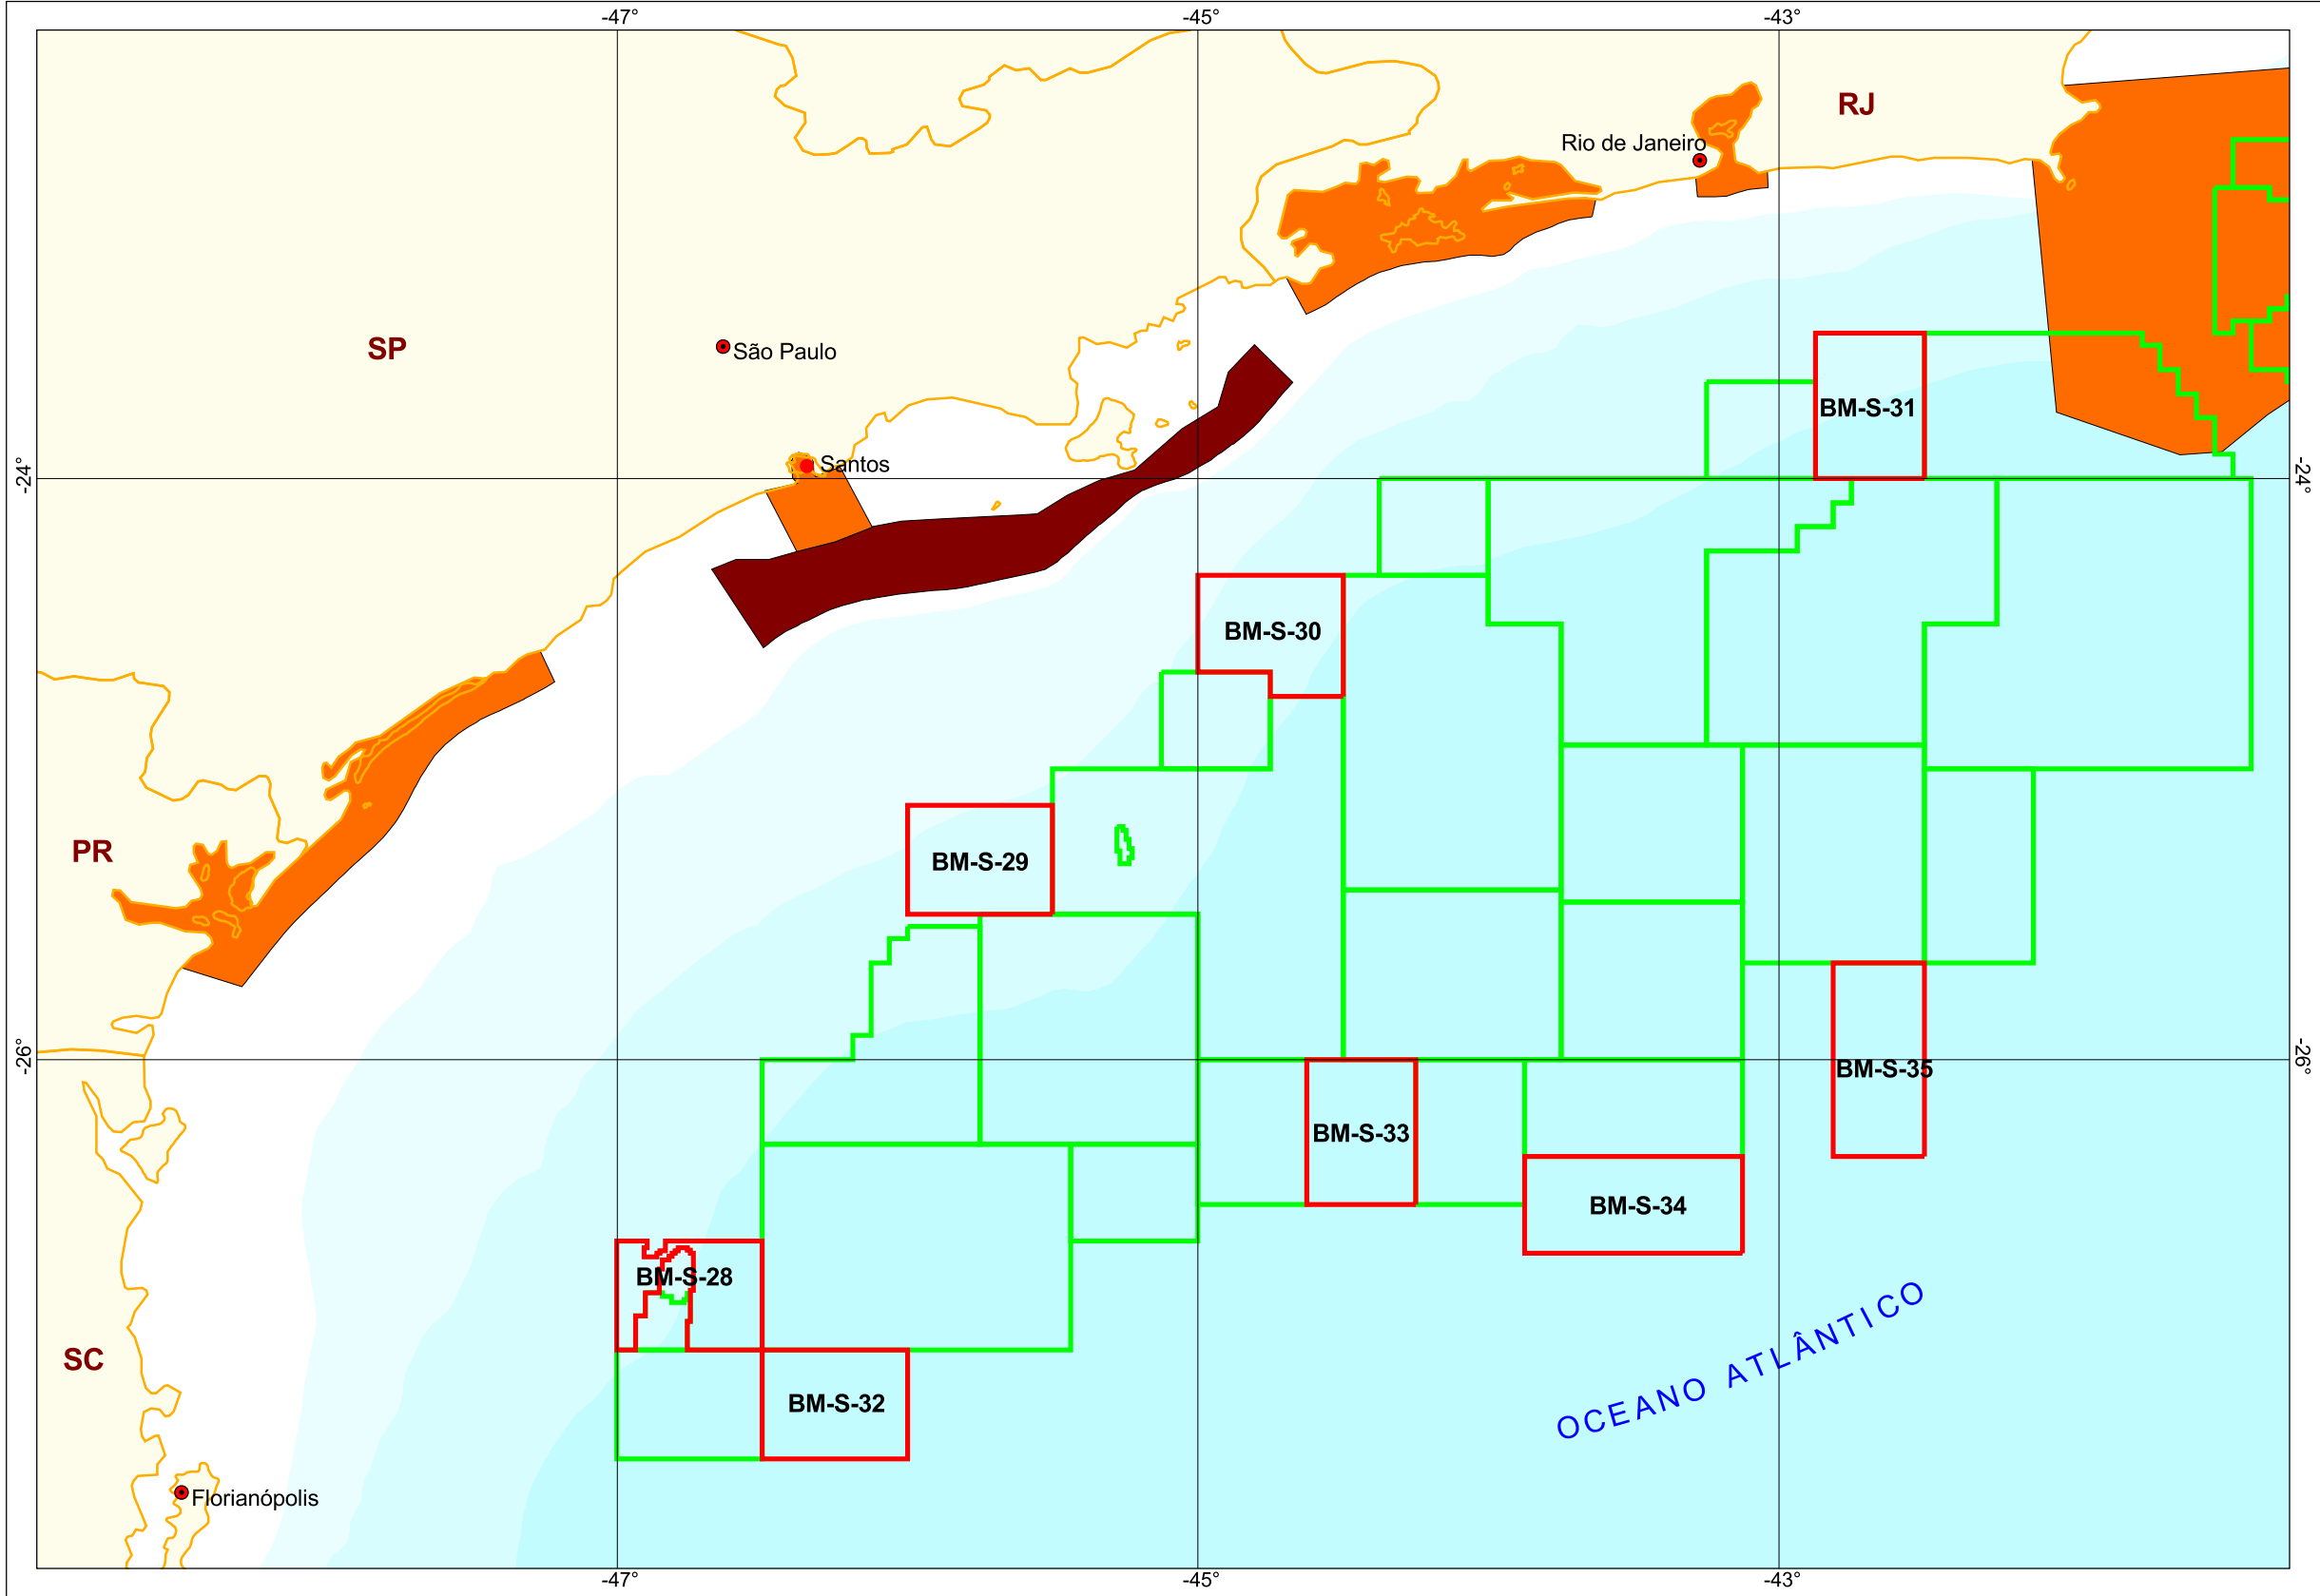 -47°
-45°
-43°
RJ
Rio de Janeiro
SP
São Paulo
BM-S-31
-24°
Santos
-24°
BM-S-30
PR
BM-S-29
-26°
-26°
BM-S-35
BM-S-33
BM-S-34
BM-S-28
OCEANO ATLÂNTICO
SC
BM-S-32
Florianópolis
-47°
-45°
-43°